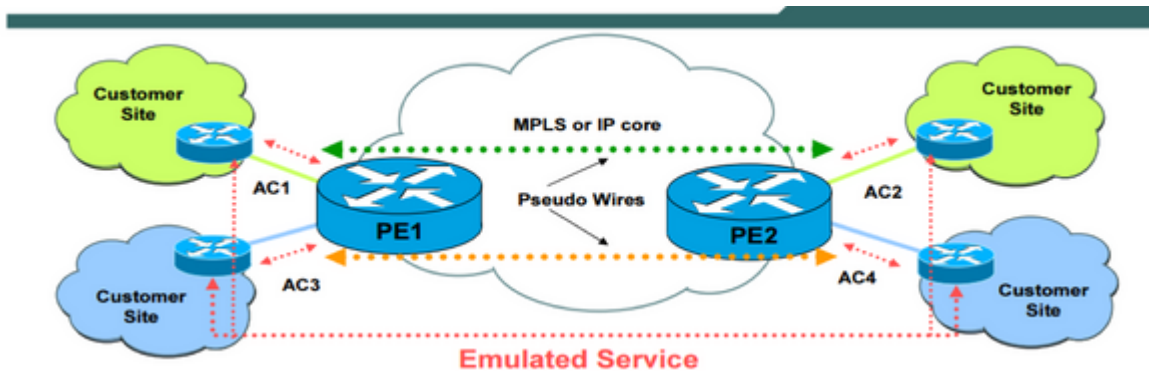 Customer
Site
Customer
Site
MPLS or IP core
AC1
AC2
Pseudo Wires
PE1
PE2
AC3
AC4
Customer
Site
Customer
Site
Emulated Service